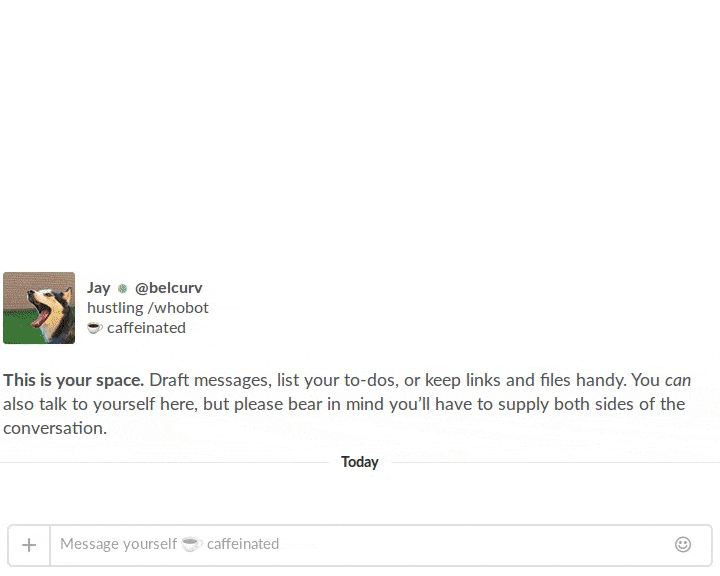 Jay @belcurv
hustling /whobot
☕ caffeinated
This is your space. Draft messages, list your to-dos, or keep links and files handy. You can
also talk to yourself here, but please bear in mind you’ll have to supply both sides of the
conversation.
Today
Message yourself ☕ caffeinated